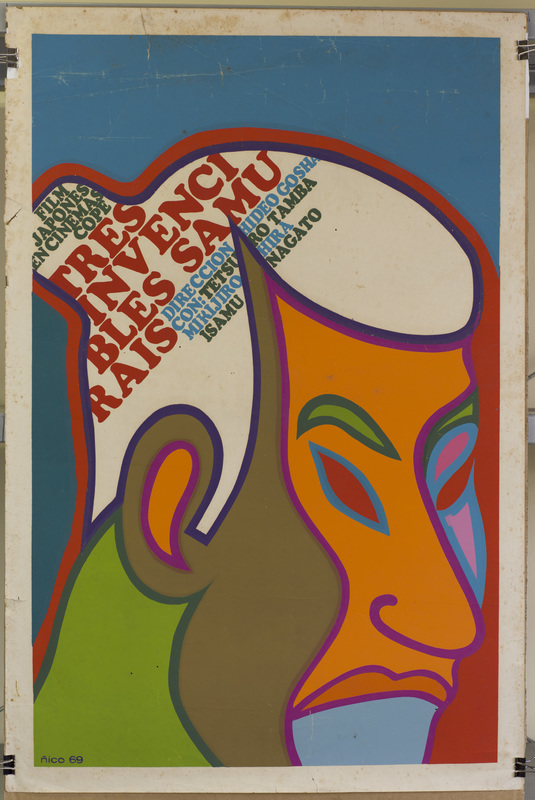 FILM
JAPONES
EN CINEMAS
CODE
TRES
INVENCI
BLES SAMU
RAIS
DIRECCION HIDEO GOSHA
CON: TETSURO TAMBA
MIKIJIRO HIRA
ISAMU NAGATO
ñico 69